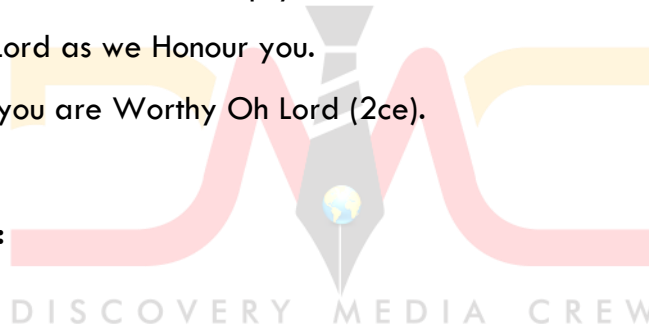 Lord as we Honour you.
you are Worthy Oh Lord (2ce).
:
DISCOVERY MEDIA CREW